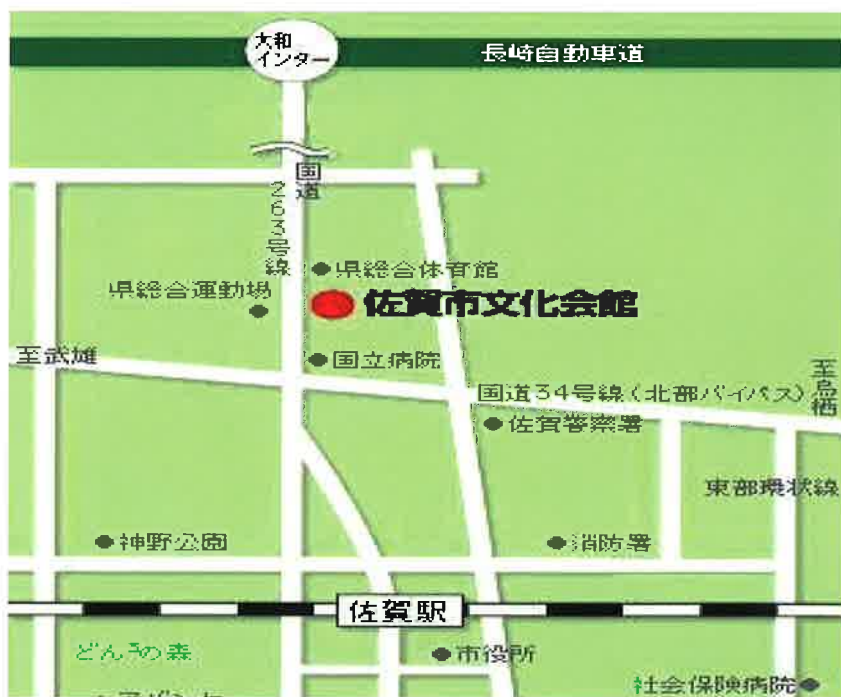 大和
インター
長崎自動車道
国道
263号線
県総合体育館
県総合運動場
佐賀市文化会館
至武雄
国立病院
至鳥栖
国道34号線(北部バイパス)
佐賀警察署
東部環状線
神野公園
消防署
佐賀駅
どん3の森
市役所
社会保険病院